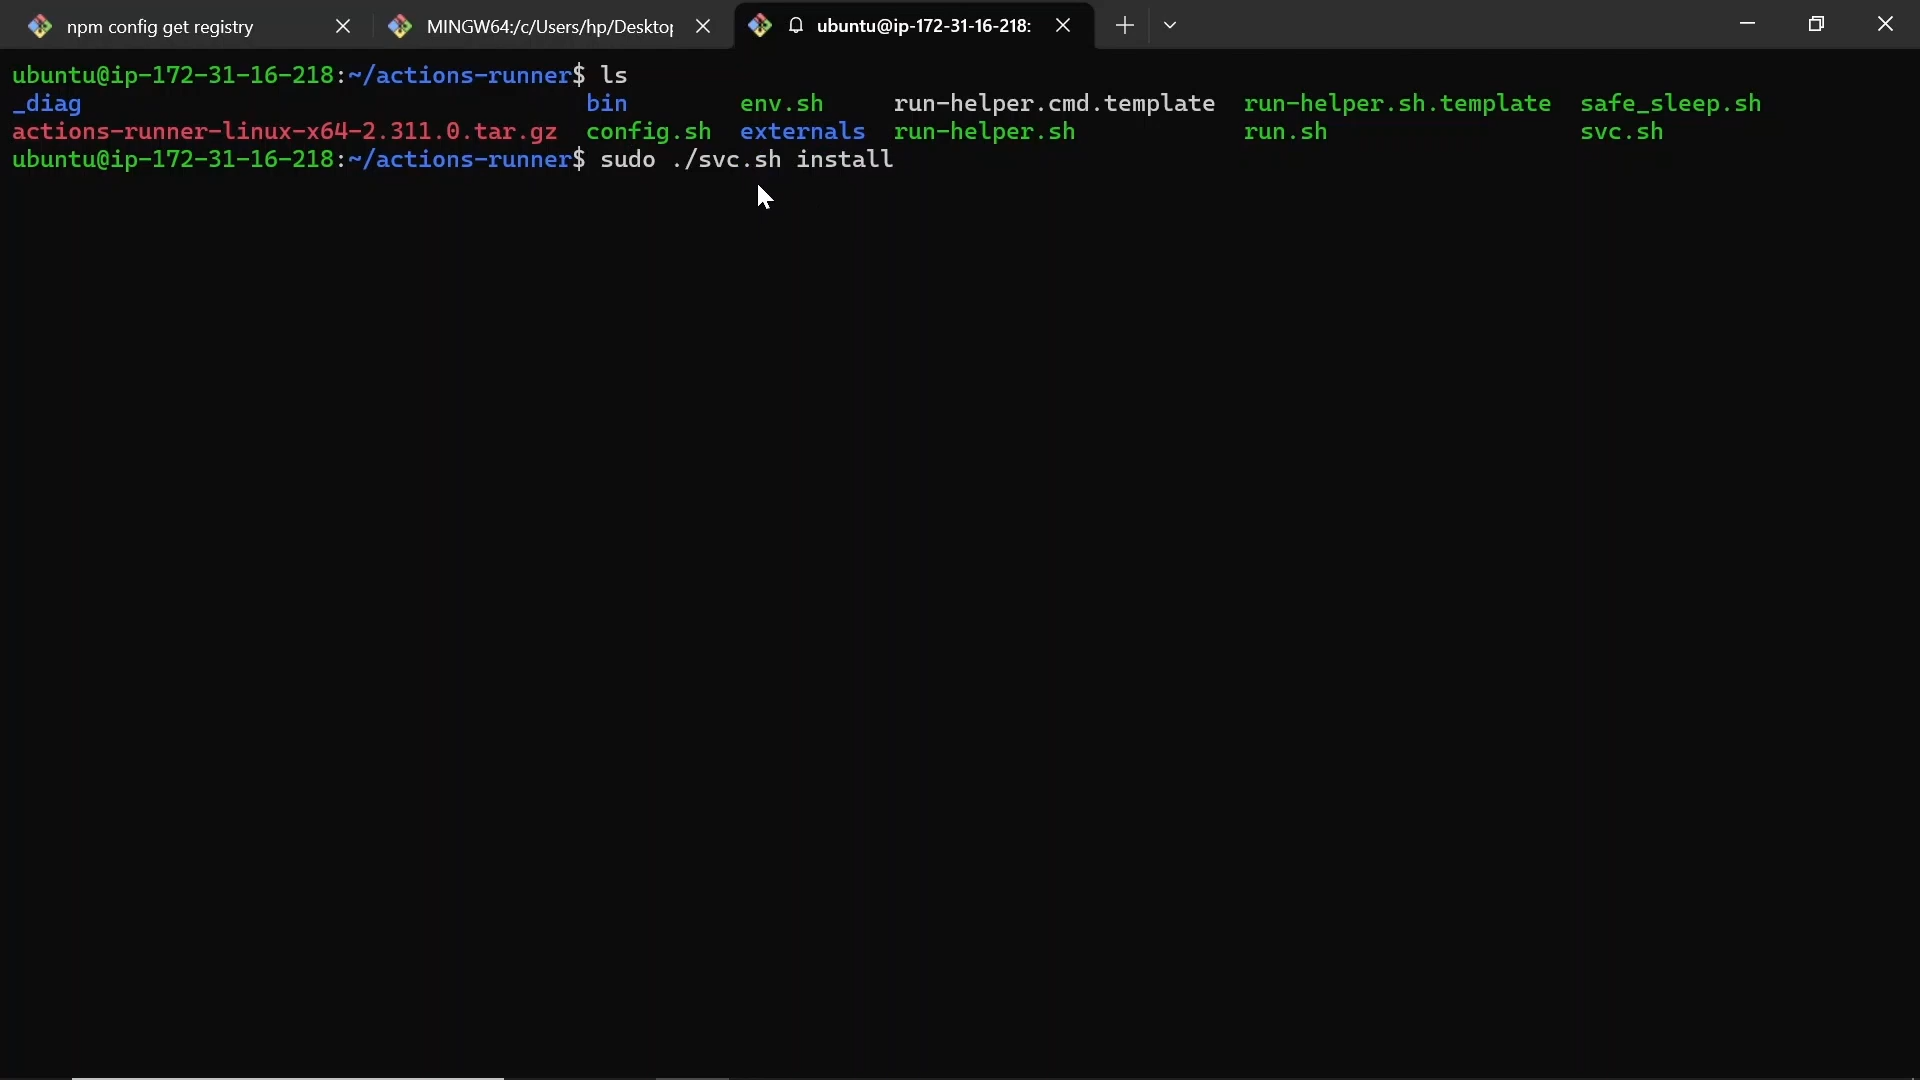 npm config get registry MINGW64:/c/Users/hp/Desktop ubuntu@ip-172-31-16-218:
ubuntu@ip-172-31-16-218:~/actions-runner$ ls
_diag bin env.sh run-helper.cmd.template run-helper.sh.template safe_sleep.sh
actions-runner-linux-x64-2.311.0.tar.gz config.sh externals run-helper.sh run.sh svc.sh
ubuntu@ip-172-31-16-218:~/actions-runner$ sudo ./svc.sh install